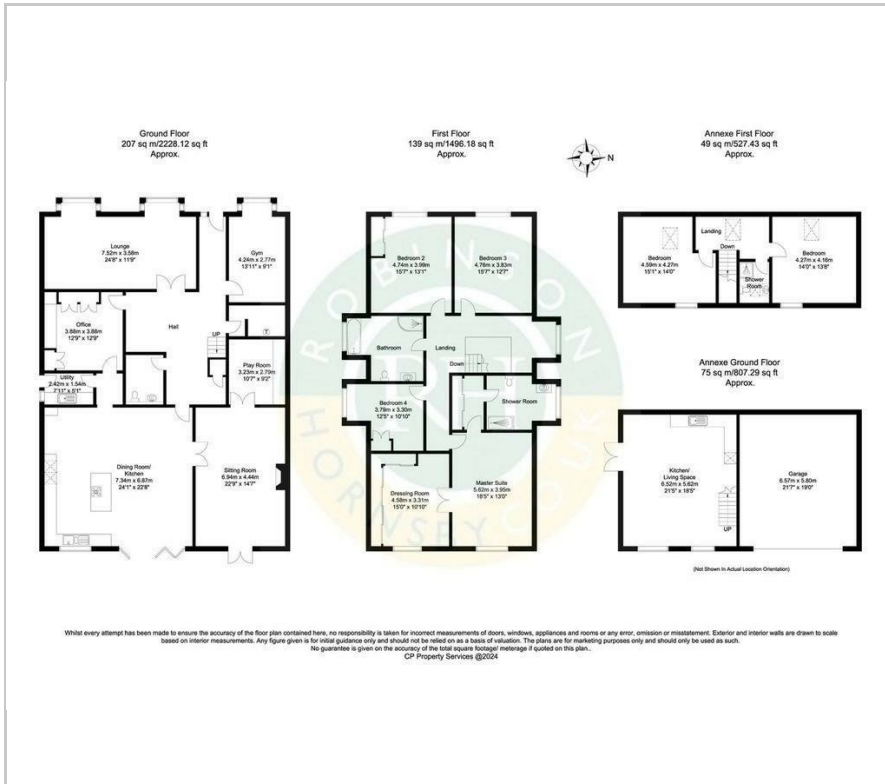 Ground Floor
207 sq m/2228.12 sq ft
Approx.
Lounge
7.52m x 3.58m
24'8" x 11'9"
Gym
4.24m x 2.77m
13'11" x 9'1"
Office
3.88m x 3.88m
12'9" x 12'9"
Hall
UP
T
Utility
2.42m x 1.54m
7'11" x 5'1"
Play Room
3.23m x 2.79m
10'7" x 9'2"
Dining Room/
Kitchen
7.34m x 6.87m
24'1" x 22'8"
Sitting Room
6.94m x 4.44m
22'9" x 14'7"
First Floor
139 sq m/1496.18 sq ft
Approx.
N
Bedroom 2
4.74m x 3.99m
15'7" x 13'1"
Bedroom 3
4.76m x 3.83m
15'7" x 12'7"
Bathroom
Landing
Down
Bedroom 4
3.79m x 3.30m
12'5" x 10'10"
Shower Room
Dressing Room
4.58m x 3.31m
15'0" x 10'10"
Master Suite
5.62m x 3.95m
18'5" x 13'0"
ROBINSON
RH
HORNSBY.CO.UK
Annexe First Floor
49 sq m/527.43 sq ft
Approx.
Bedroom
4.59m x 4.27m
15'1" x 14'0"
Landing
Down
Shower
Room
Bedroom
4.27m x 4.16m
14'0" x 13'8"
Annexe Ground Floor
75 sq m/807.29 sq ft
Approx.
Kitchen/
Living Space
6.52m x 5.62m
21'5" x 18'5"
UP
Garage
6.57m x 5.80m
21'7" x 19'0"
(Not Shown In Actual Location Orientation)
Whilst every attempt has been made to ensure the accuracy of the floor plan contained here, no responsibility is taken for incorrect measurements of doors, windows, appliances and rooms or any error, omission or misstatement. Exterior and interior walls are drawn to scale
based on interior measurements. Any figure given is for initial guidance only and should not be relied on as a basis of valuation. The plans are for marketing purposes only and should only be used as such.
No guarantee is given on the accuracy of the total square footage/ meterage if quoted on this plan..
CP Property Services @2024